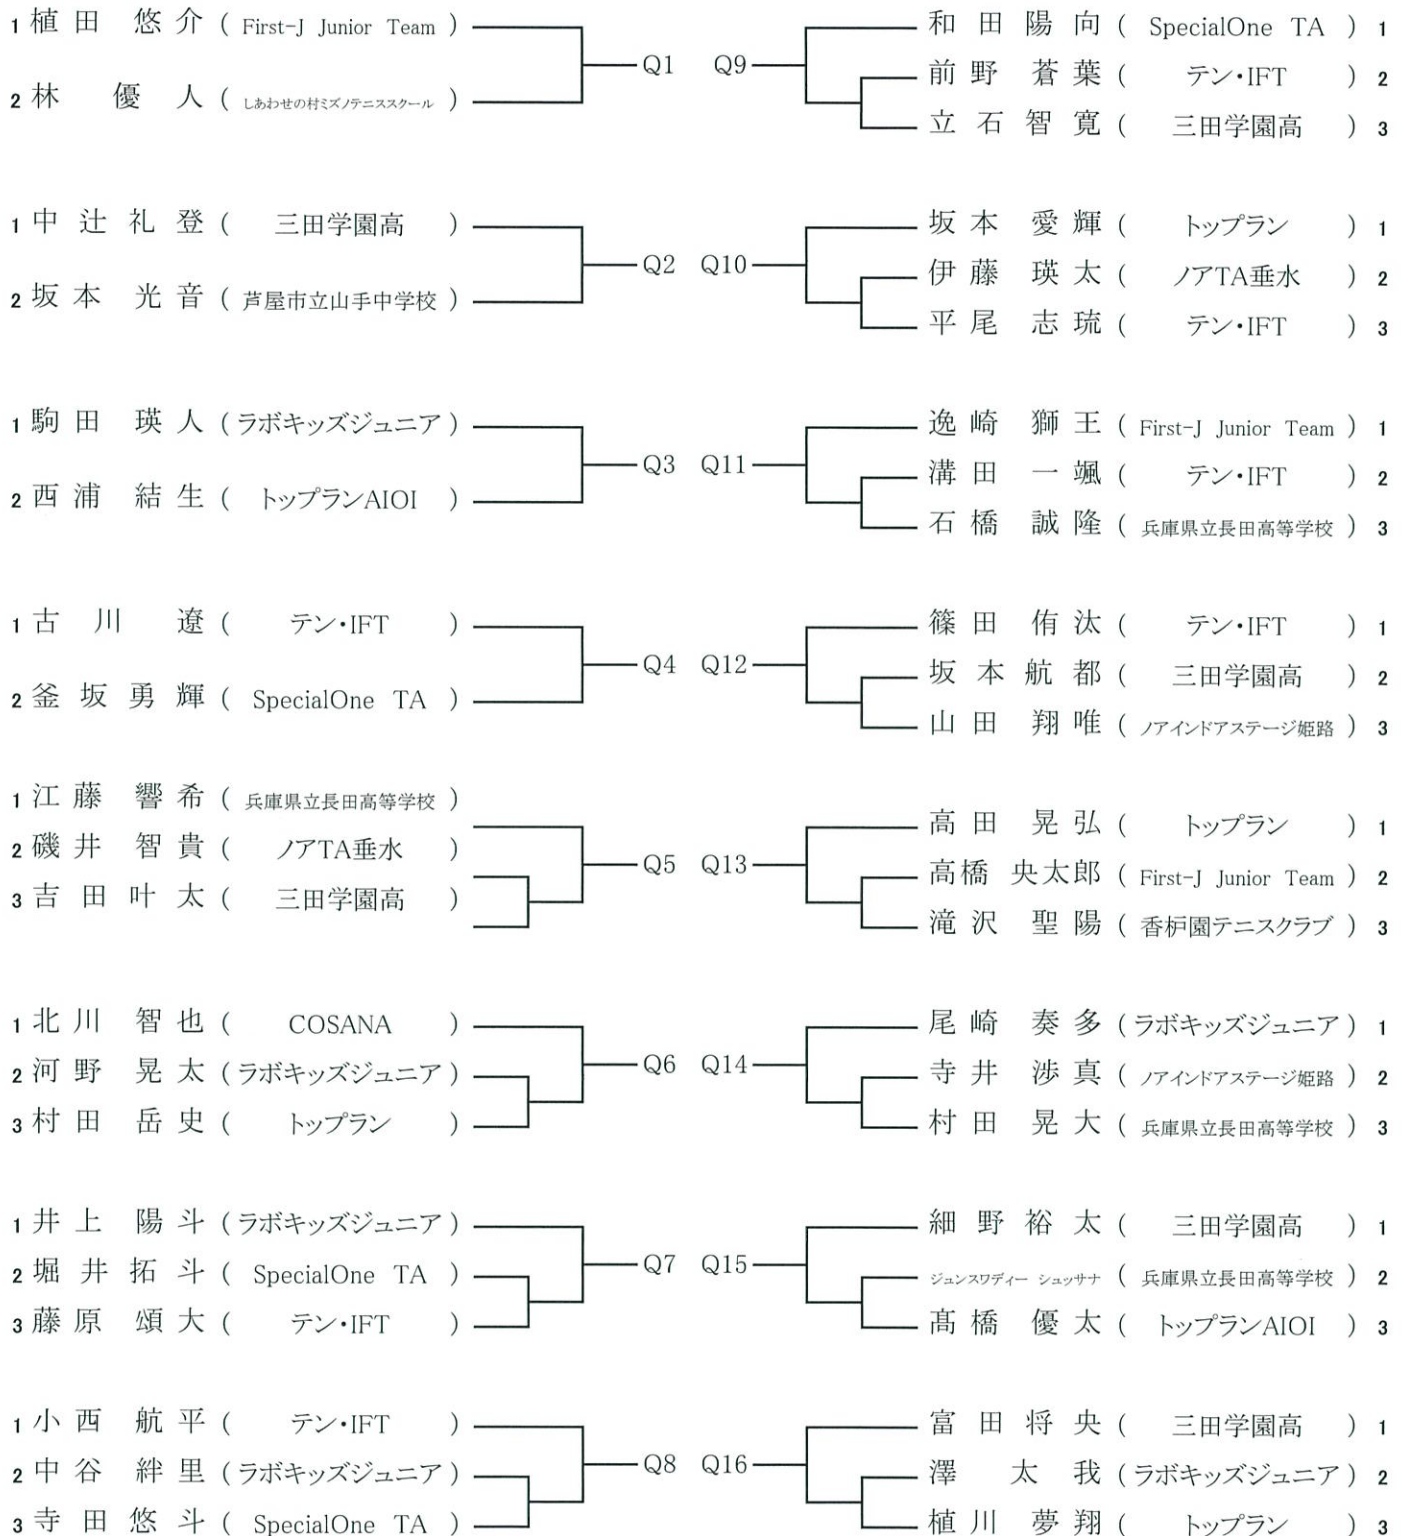 1 植田 悠介 ( First-J Junior Team )
2 林 優人 ( しあわせの村ミズノテニススクール )
Q1
1 中辻礼登 ( 三田学園高 )
2 坂本 光音 ( 芦屋市立山手中学校 )
Q2
1 駒田 瑛人 ( ラボキッズジュニア )
2 西浦 結生 ( トップランAIOI )
Q3
1 古川 遼 ( テン・IFT )
2 釜坂勇輝 ( SpecialOne TA )
Q4
1 江藤 響希 ( 兵庫県立長田高等学校 )
2 磯井 智貴 ( ノアTA垂水 )
3 吉田叶太 ( 三田学園高 )
Q5
1 北川 智也 ( COSANA )
2 河野 晃太 ( ラボキッズジュニア )
3 村田 岳史 ( トップラン )
Q6
1 井上 陽斗 ( ラボキッズジュニア )
2 堀井拓斗 ( SpecialOne TA )
3 藤原 頌大 ( テン・IFT )
Q7
1 小西 航平 ( テン・IFT )
2 中谷 絆里 ( ラボキッズジュニア )
3 寺田悠斗 ( SpecialOne TA )
Q8
Q9
和田陽向 ( SpecialOne TA ) 1
前野 蒼葉 ( テン・IFT ) 2
立石智寛 ( 三田学園高 ) 3
Q10
坂本 愛輝 ( トップラン ) 1
伊藤 瑛太 ( ノアTA垂水 ) 2
平尾 志琉 ( テン・IFT ) 3
Q11
逸崎 獅王 ( First-J Junior Team ) 1
溝田 一颯 ( テン・IFT ) 2
石橋 誠隆 ( 兵庫県立長田高等学校 ) 3
Q12
篠田 侑汰 ( テン・IFT ) 1
坂本航都 ( 三田学園高 ) 2
山田 翔唯 ( ノアインドアステージ姫路 ) 3
Q13
高田 晃弘 ( トップラン ) 1
高橋 央太郎 ( First-J Junior Team ) 2
滝沢 聖陽 ( 香枦園テニスクラブ ) 3
Q14
尾崎 奏多 ( ラボキッズジュニア ) 1
寺井 渉真 ( ノアインドアステージ姫路 ) 2
村田 晃大 ( 兵庫県立長田高等学校 ) 3
Q15
細野裕太 ( 三田学園高 ) 1
ジュンスワディー シュッサナ ( 兵庫県立長田高等学校 ) 2
髙橋 優太 ( トップランAIOI ) 3
Q16
富田将央 ( 三田学園高 ) 1
澤 太我 ( ラボキッズジュニア ) 2
植川 夢翔 ( トップラン ) 3